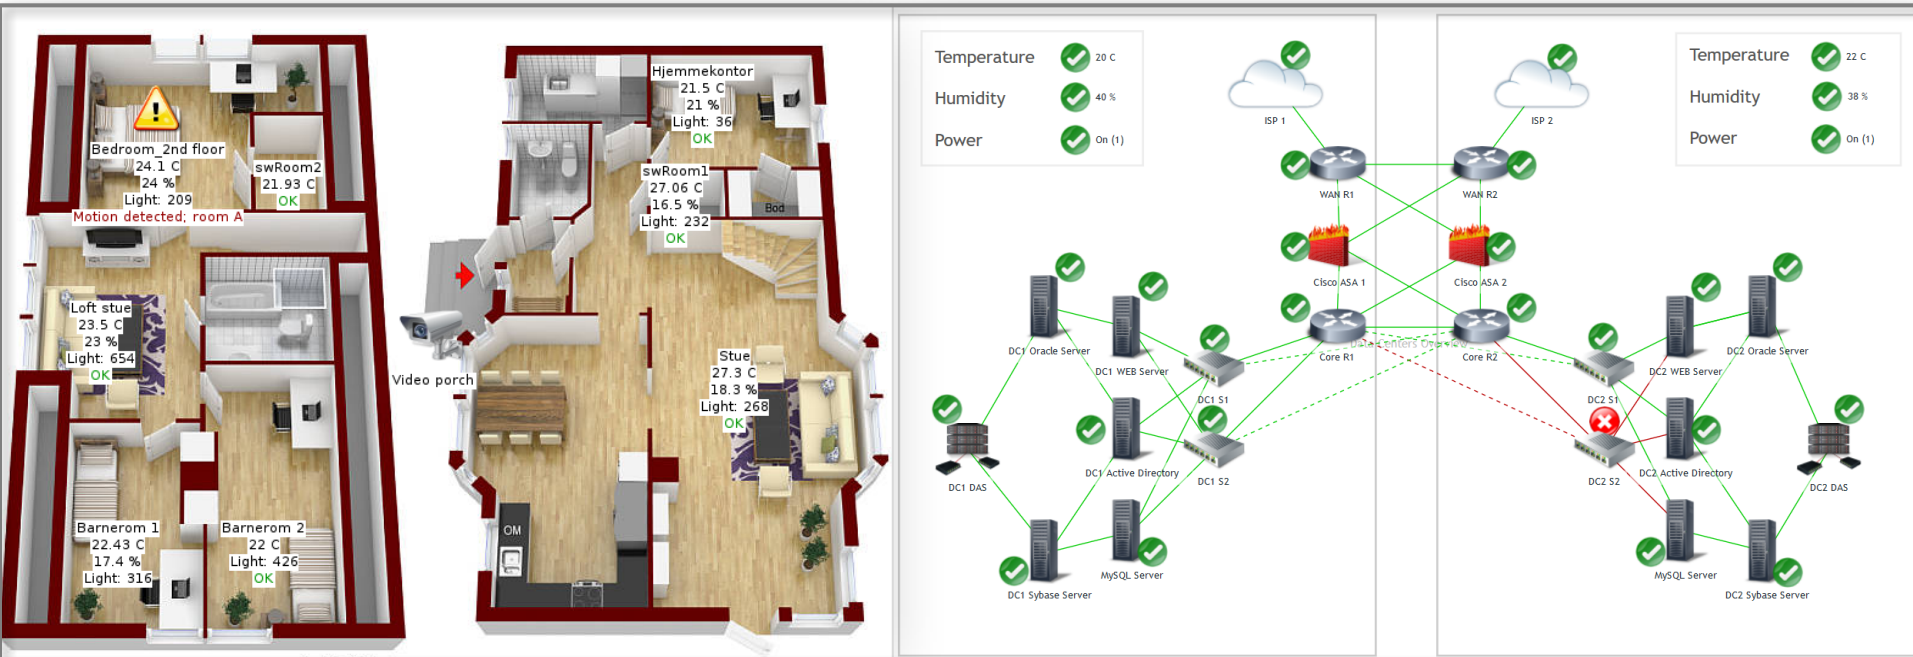 Bedroom_2nd floor
24.1 C
24 %
Light: 209
Motion detected; room A
swRoom2
21.93 C
OK
Loft stue
23.5 C
23 %
Light: 654
OK
Barnerom 1
22.43 C
17.4 %
Light: 316
Barnerom 2
22 C
Light: 426
OK
Hjemmekontor
21.5 C
21 %
Light: 36
OK
swRoom1
27.06 C
16.5 %
Light: 232
OK
Bod
Video porch
Stue
27.3 C
18.3 %
Light: 268
OK
OM
Temperature 20 C
Humidity 40 %
Power On (1)
ISP 1
ISP 2
Temperature 22 C
Humidity 38 %
Power On (1)
WAN R1
WAN R2
Cisco ASA 1
Cisco ASA 2
Core R1
Core R2
Data Centers Overview
DC1 Oracle Server
DC1 WEB Server
DC1 S1
DC1 Active Directory
DC1 S2
DC1 DAS
MySQL Server
DC1 Sybase Server
DC2 WEB Server
DC2 Oracle Server
DC2 S1
DC2 S2
DC2 Active Directory
DC2 DAS
MySQL Server
DC2 Sybase Server